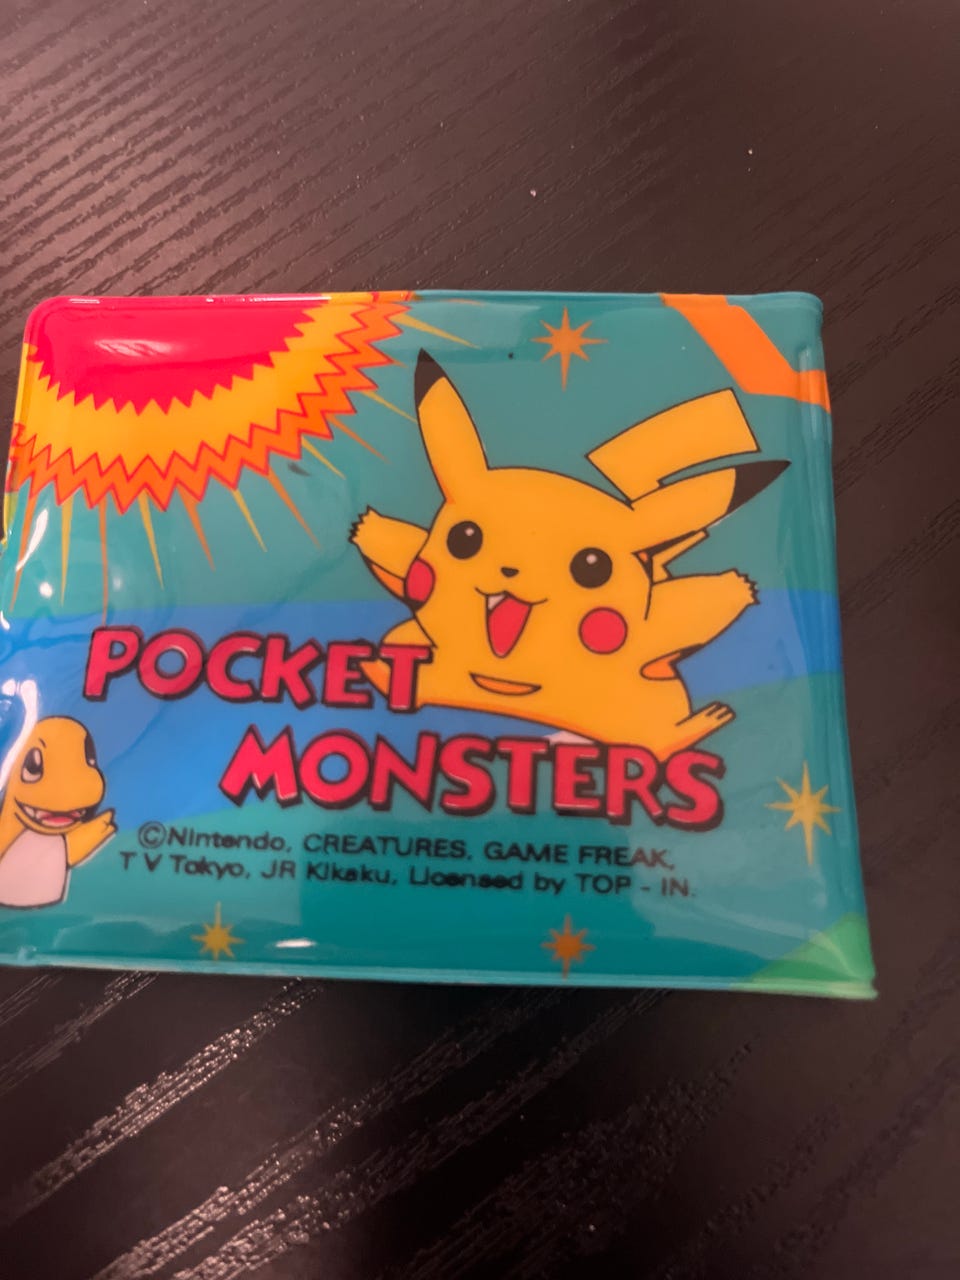 POCKET
MONSTERS
©Nintendo, CREATURES, GAME FREAK,
T V Tokyo, JR Kikaku, Licensed by TOP - IN.